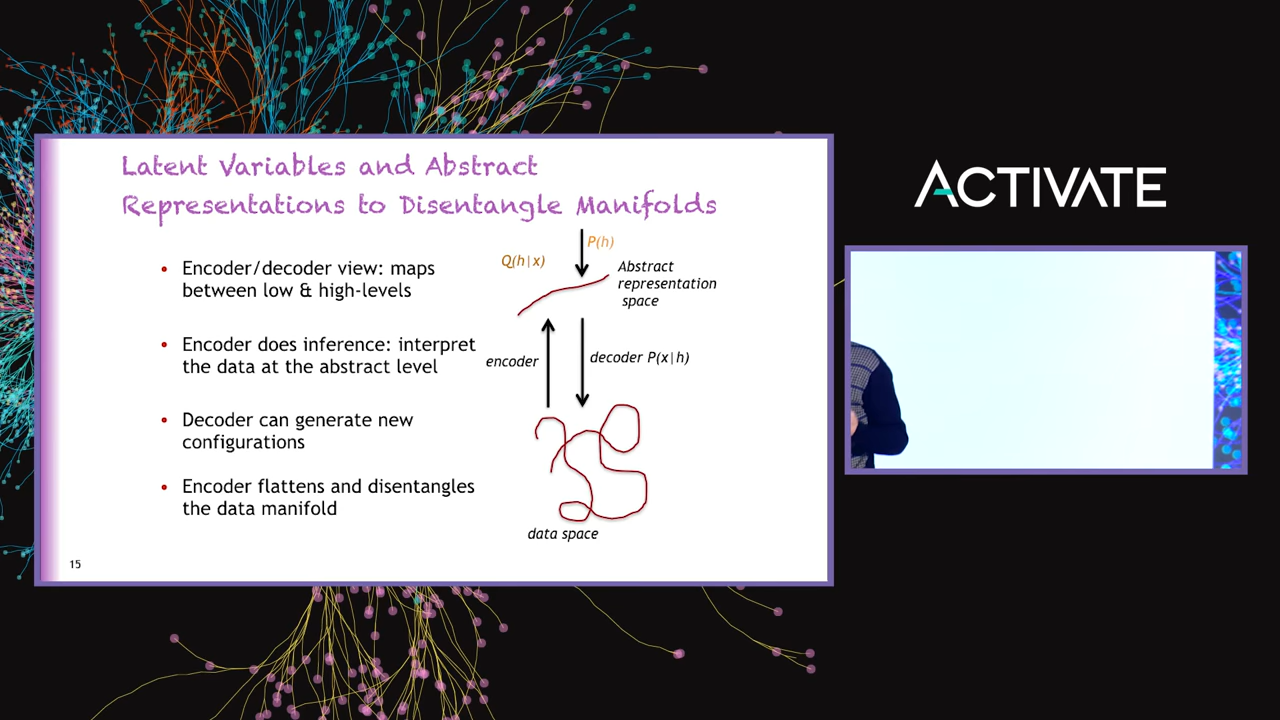 Latent Variables and Abstract
Representations to Disentangle Manifolds
• Encoder/decoder view: maps
between low & high-levels
• Encoder does inference: interpret
the data at the abstract level
• Decoder can generate new
configurations
• Encoder flattens and disentangles
the data manifold
P(h)
Q(h|x)
Abstract
representation
space
encoder
decoder P(x|h)
data space
15
ACTIVATE